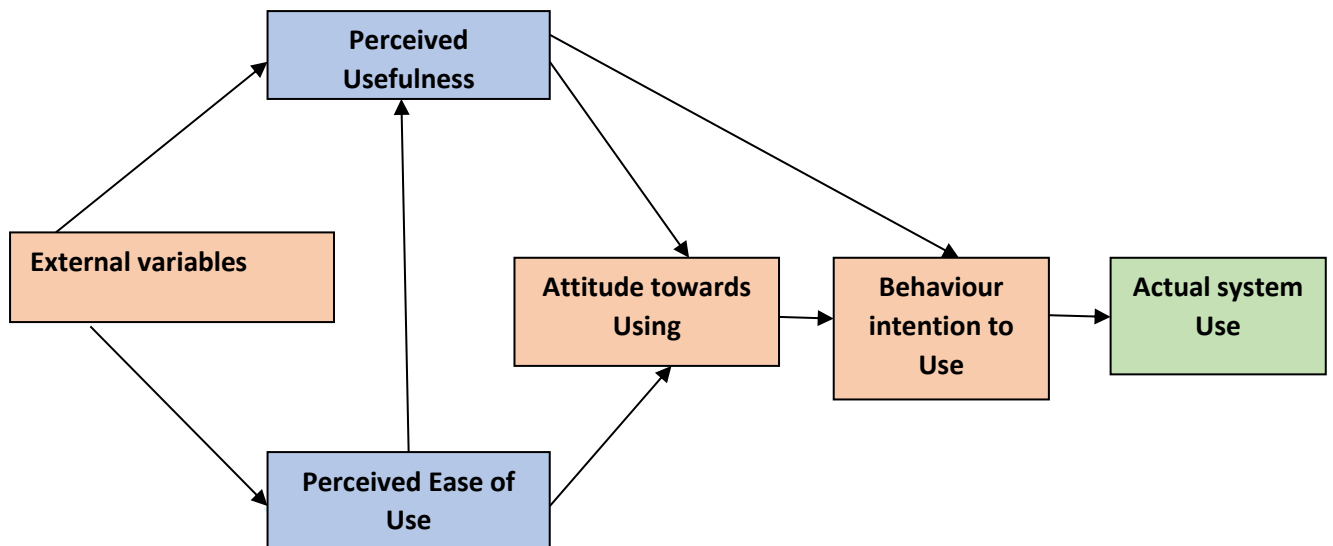 Perceived
Usefulness
External variables
Attitude towards
Using
Behaviour
intention to
Use
Actual system
Use
Perceived Ease of
Use